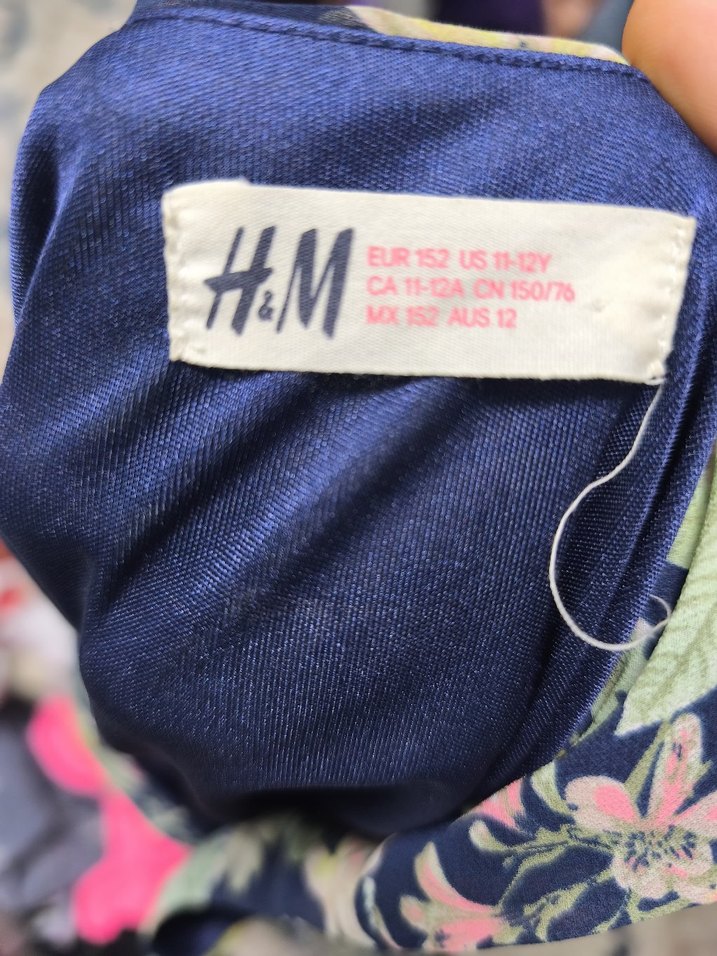 H&M
EUR 152 US 11-12Y
CA 11-12A CN 150/76
MX 152 AUS 12